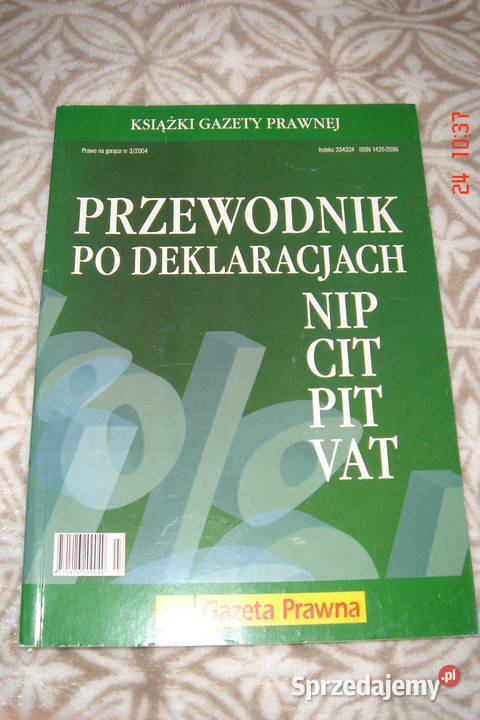 KSIĄŻKI GAZETY PRAWNEJ
Prawo na gorąco nr 3/2004
Indeks 334324 ISSN 1426-2096
PRZEWODNIK
PO DEKLARACJACH
NIP
CIT
PIT
VAT
Gazeta Prawna
24 10:37
Sprzedajemy.pl